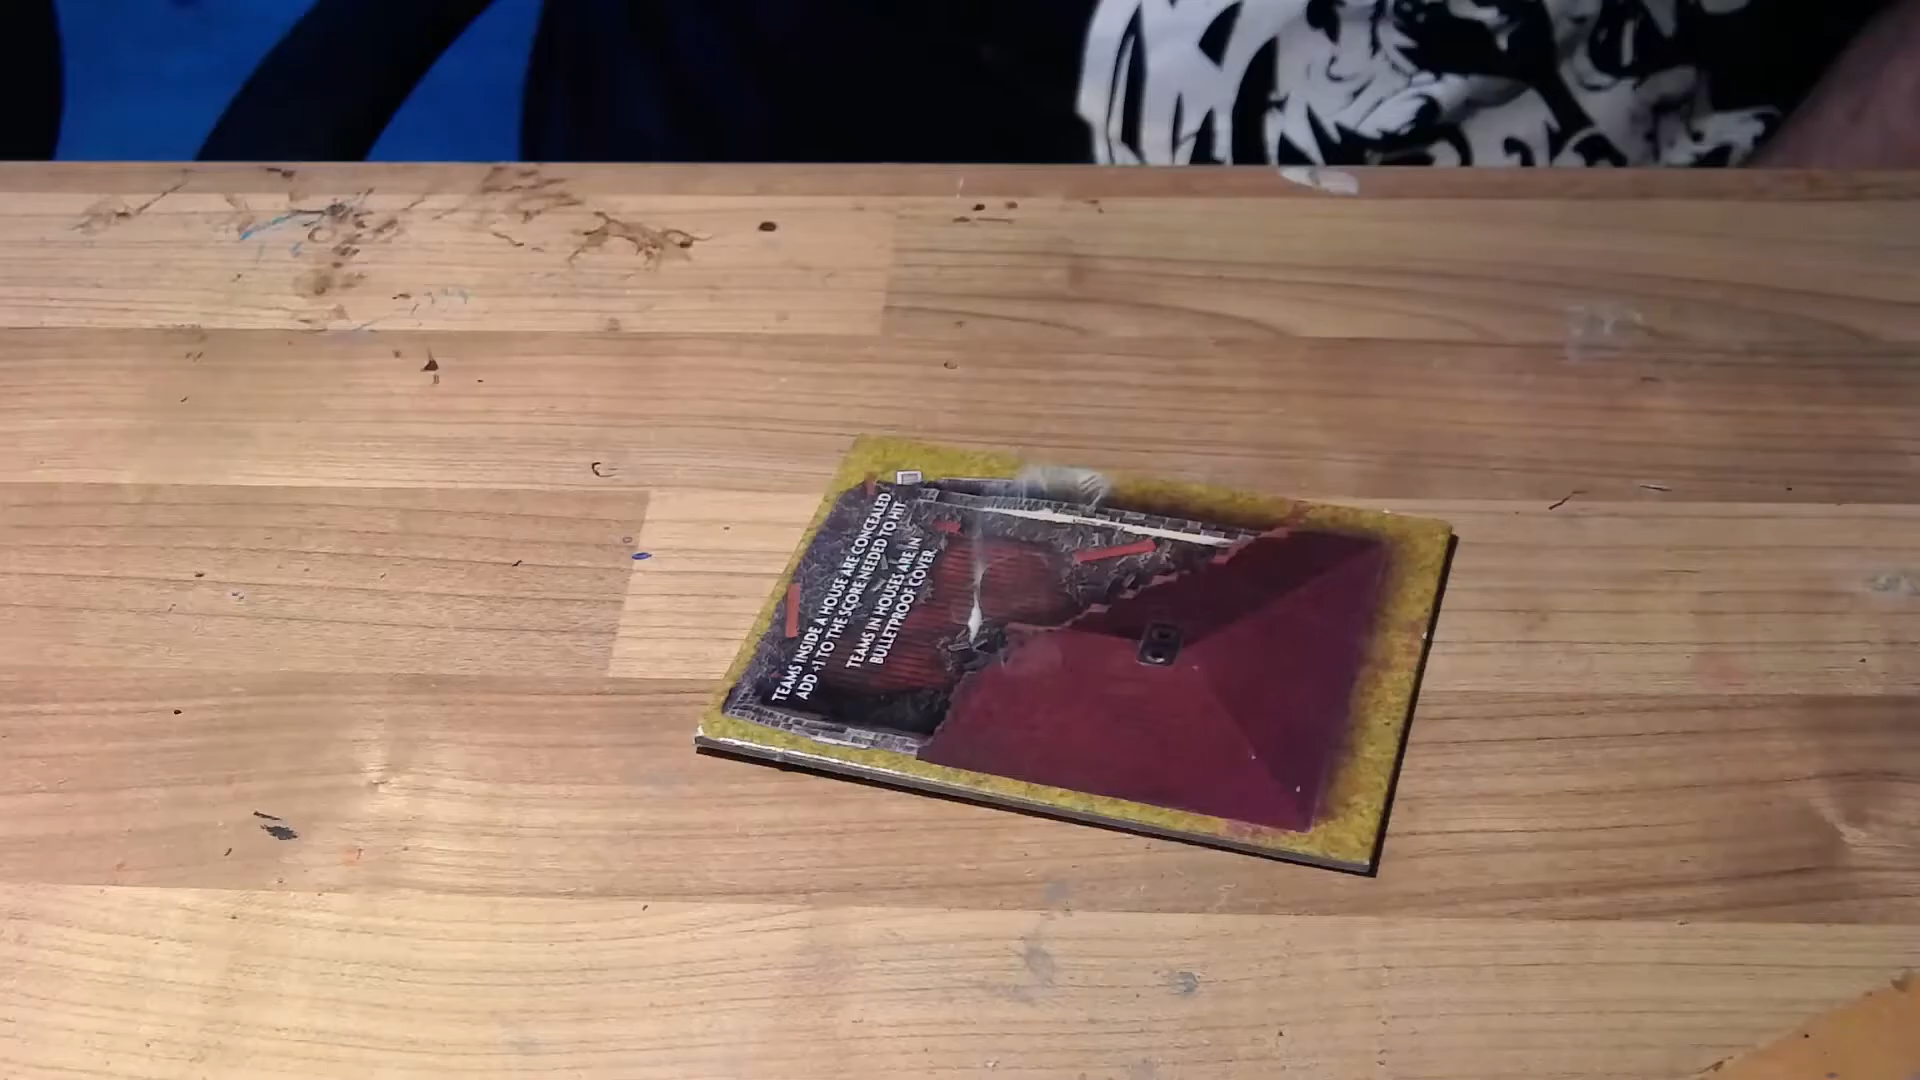 TEAMS INSIDE A HOUSE ARE CONCEALED
ADD +1 TO THE SCORE NEEDED TO HIT
TEAMS IN HOUSES ARE IN
BULLETPROOF COVER.